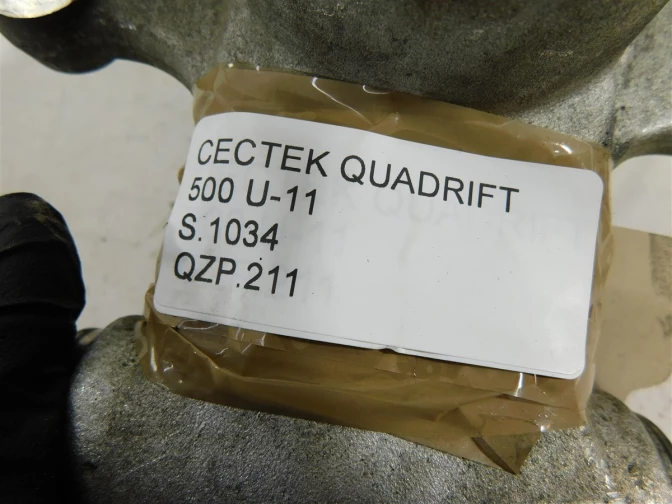 CECTEK QUADRIFT
500 U-11
S.1034
QZP.211